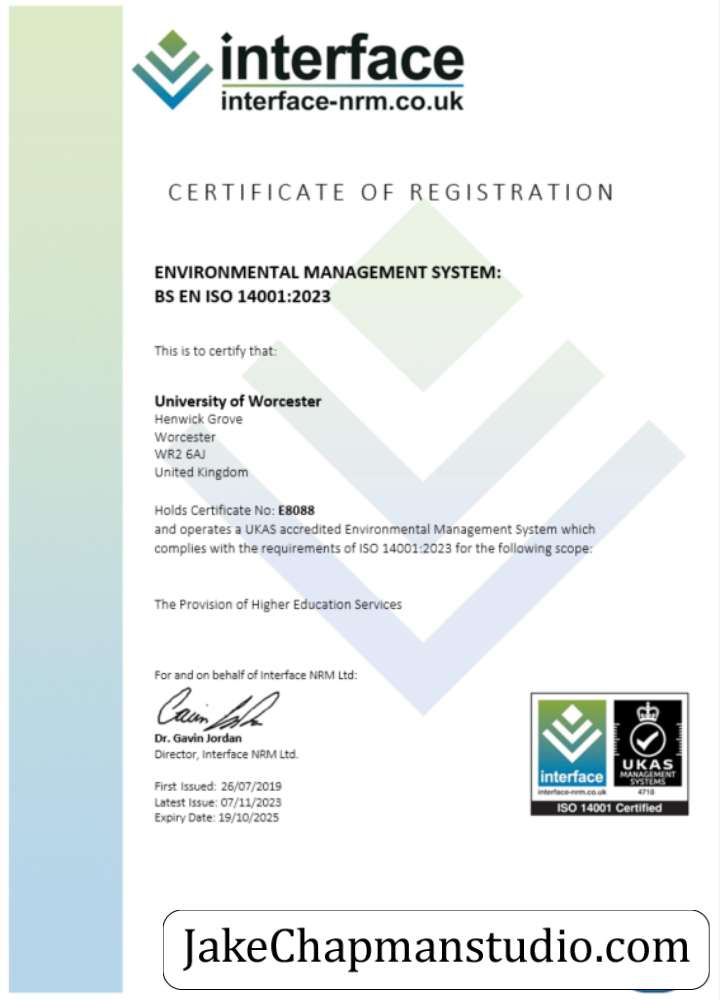 interface
interface-nrm.co.uk
CERTIFICATE OF REGISTRATION
ENVIRONMENTAL MANAGEMENT SYSTEM:
BS EN ISO 14001:2023
This is to certify that:
University of Worcester
Henwick Grove
Worcester
WR2 6AJ
United Kingdom
Holds Certificate No: E8088
and operates a UKAS accredited Environmental Management System which
complies with the requirements of ISO 14001:2023 for the following scope:
The Provision of Higher Education Services
For and on behalf of Interface NRM Ltd:
Dr. Gavin Jordan
Director, Interface NRM Ltd.
First Issued: 26/07/2019
Latest Issue: 07/11/2023
Expiry Date: 19/10/2025
interface
interface-nrm.co.uk
UKAS
MANAGEMENT
SYSTEMS
4718
ISO 14001 Certified
JakeChapmanstudio.com